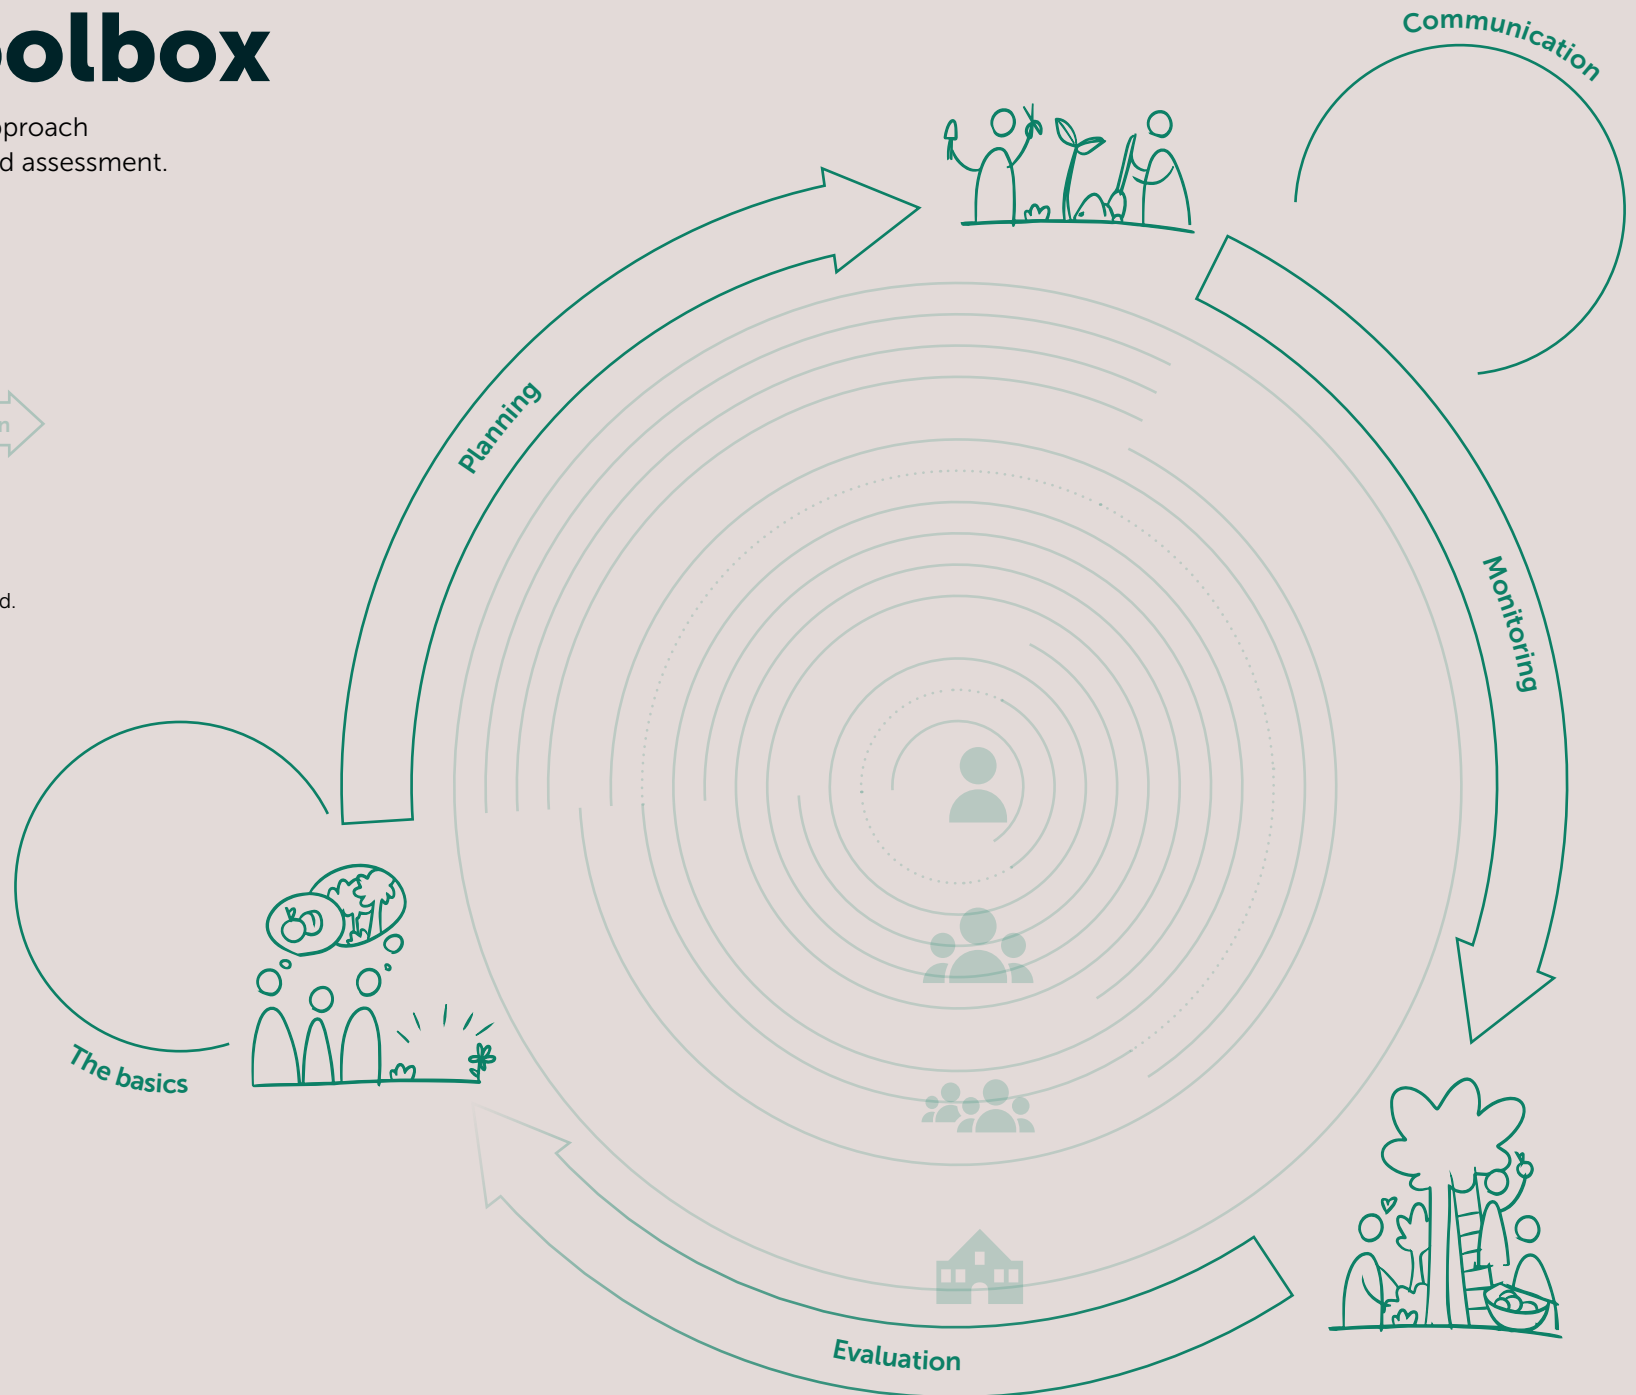 olbox
proach
d assessment.
Communication
Planning
n
Monitoring
d.
The basics
Evaluation